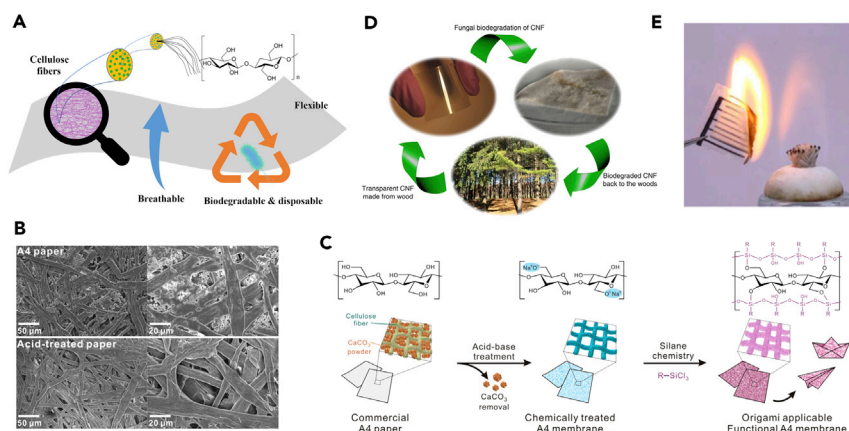 A
Cellulose
fibers
OH
HO
OH
O
n
Flexible
Breathable
Biodegradable & disposable
B
A4 paper
50 μm
20 μm
Acid-treated paper
50 μm
20 μm
D
Fungal biodegradation of CNF
Transparent CNF
made from wood
Biodegraded CNF
back to the woods
E
C
Cellulose
fiber
CaCO₃
powder
Commercial
A4 paper
Acid-base
treatment
CaCO₃
removal
Na⁺O⁻
O⁻Na⁺
Chemically treated
A4 membrane
Silane
chemistry
R−SiCl₃
Origami applicable
Functional A4 membrane